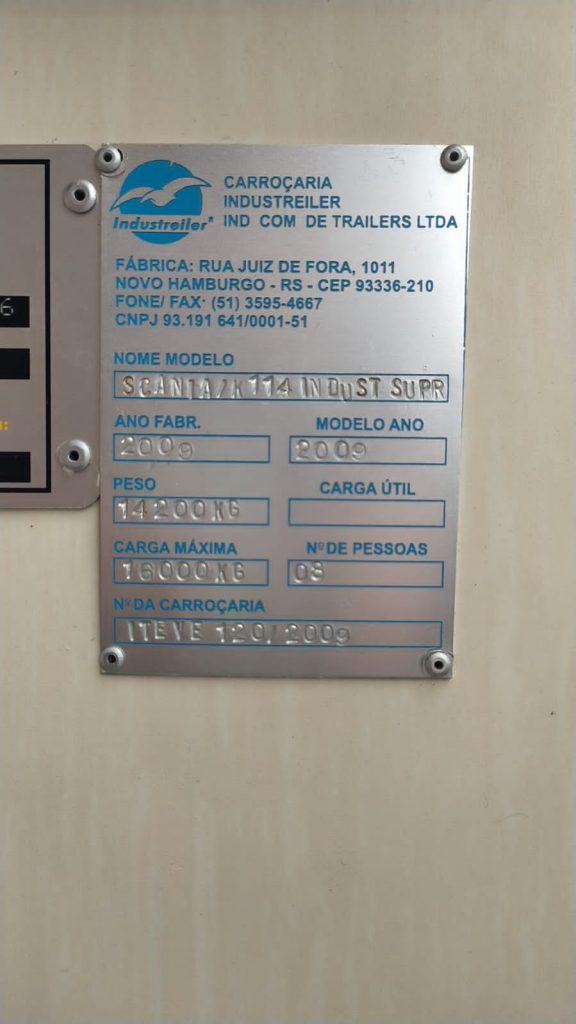 Industreiler®
CARROÇARIA
INDUSTREILER
IND COM DE TRAILERS LTDA
FÁBRICA: RUA JUIZ DE FORA, 1011
NOVO HAMBURGO - RS - CEP 93336-210
FONE/ FAX: (51) 3595-4667
CNPJ 93.191 641/0001-51
NOME MODELO
SCANIA/K114 INDUST SUPR
ANO FABR. MODELO ANO
2009 2009
PESO CARGA ÚTIL
14200KG
CARGA MÁXIMA Nº DE PESSOAS
16000KG 08
Nº DA CARROÇARIA
ITEVE 120/2009
6